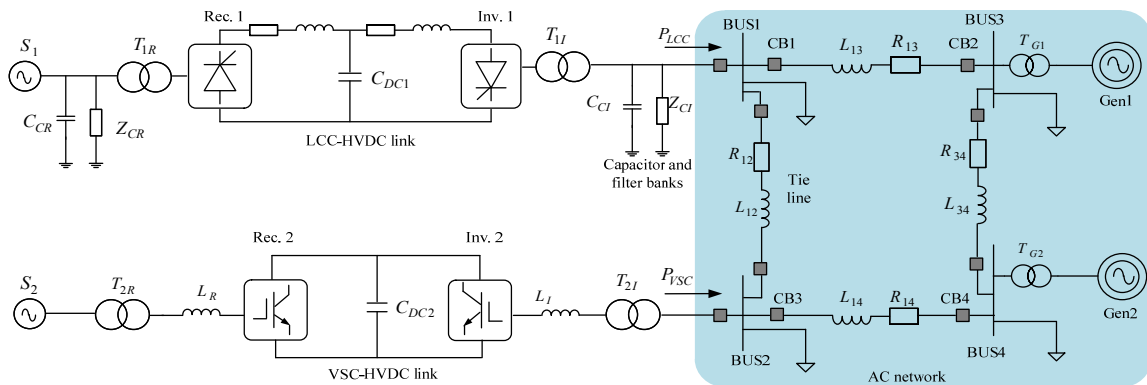 Rec. 1
Inv. 1
BUS1
BUS3
S1
T1R
T1I
PLCC
CB1
L13
R13
CB2
TG1
CDC1
Gen1
CCR
ZCR
CCI
ZCI
LCC-HVDC link
Capacitor and
filter banks
R12
Tie
line
R34
L12
L34
Rec. 2
Inv. 2
S2
T2R
LR
CDC2
LI
T2I
PVSC
TG2
CB3
L14
R14
CB4
Gen2
BUS2
BUS4
VSC-HVDC link
AC network